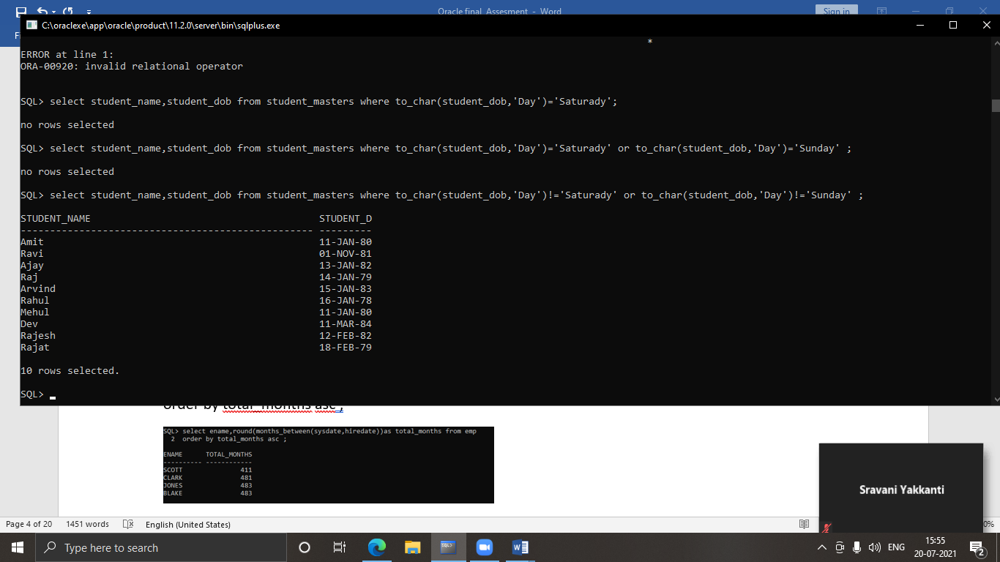 Oracle final Assesment - Word
Sign in
C:\oraclexe\app\oracle\product\11.2.0\server\bin\sqlplus.exe
*
ERROR at line 1:
ORA-00920: invalid relational operator
SQL> select student_name,student_dob from student_masters where to_char(student_dob,'Day')='Saturady';
no rows selected
SQL> select student_name,student_dob from student_masters where to_char(student_dob,'Day')='Saturady' or to_char(student_dob,'Day')='Sunday' ;
no rows selected
SQL> select student_name,student_dob from student_masters where to_char(student_dob,'Day')!='Saturady' or to_char(student_dob,'Day')!='Sunday' ;
STUDENT_NAME STUDENT_D
-------------------------------------------------- ---------
Amit 11-JAN-80
Ravi 01-NOV-81
Ajay 13-JAN-82
Raj 14-JAN-79
Arvind 15-JAN-83
Rahul 16-JAN-78
Mehul 11-JAN-80
Dev 11-MAR-84
Rajesh 12-FEB-82
Rajat 18-FEB-79
10 rows selected.
SQL>
order by total_months asc ;
SQL> select ename,round(months_between(sysdate,hiredate))as total_months from emp
2 order by total_months asc ;
ENAME TOTAL_MONTHS
---------- ------------
SCOTT 411
CLARK 481
JONES 483
BLAKE 483
Sravani Yakkanti
Page 4 of 20 1451 words English (United States) 0%
Type here to search
SQL>
ENG
15:55
20-07-2021
2